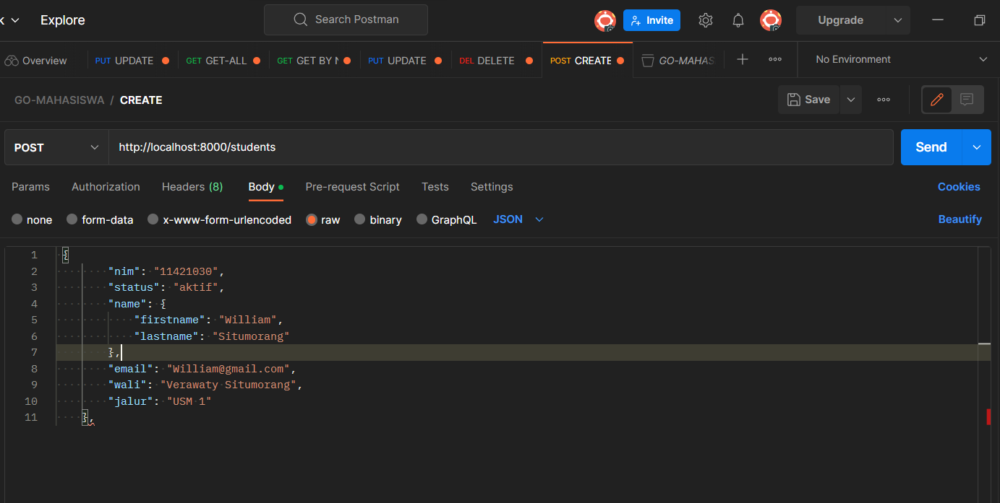 k Explore Search Postman Invite Upgrade
Overview PUT UPDATE GET GET-ALL GET GET BY N PUT UPDATE DEL DELETE POST CREATE GO-MAHAS No Environment
GO-MAHASISWA / CREATE Save
POST http://localhost:8000/students Send
Params Authorization Headers (8) Body Pre-request Script Tests Settings Cookies
none form-data x-www-form-urlencoded raw binary GraphQL JSON Beautify
1 {
2 "nim": "11421030",
3 "status": "aktif",
4 "name": {
5 "firstname": "William",
6 "lastname": "Situmorang"
7 },
8 "email": "William@gmail.com",
9 "wali": "Verawaty Situmorang",
10 "jalur": "USM 1"
11 },